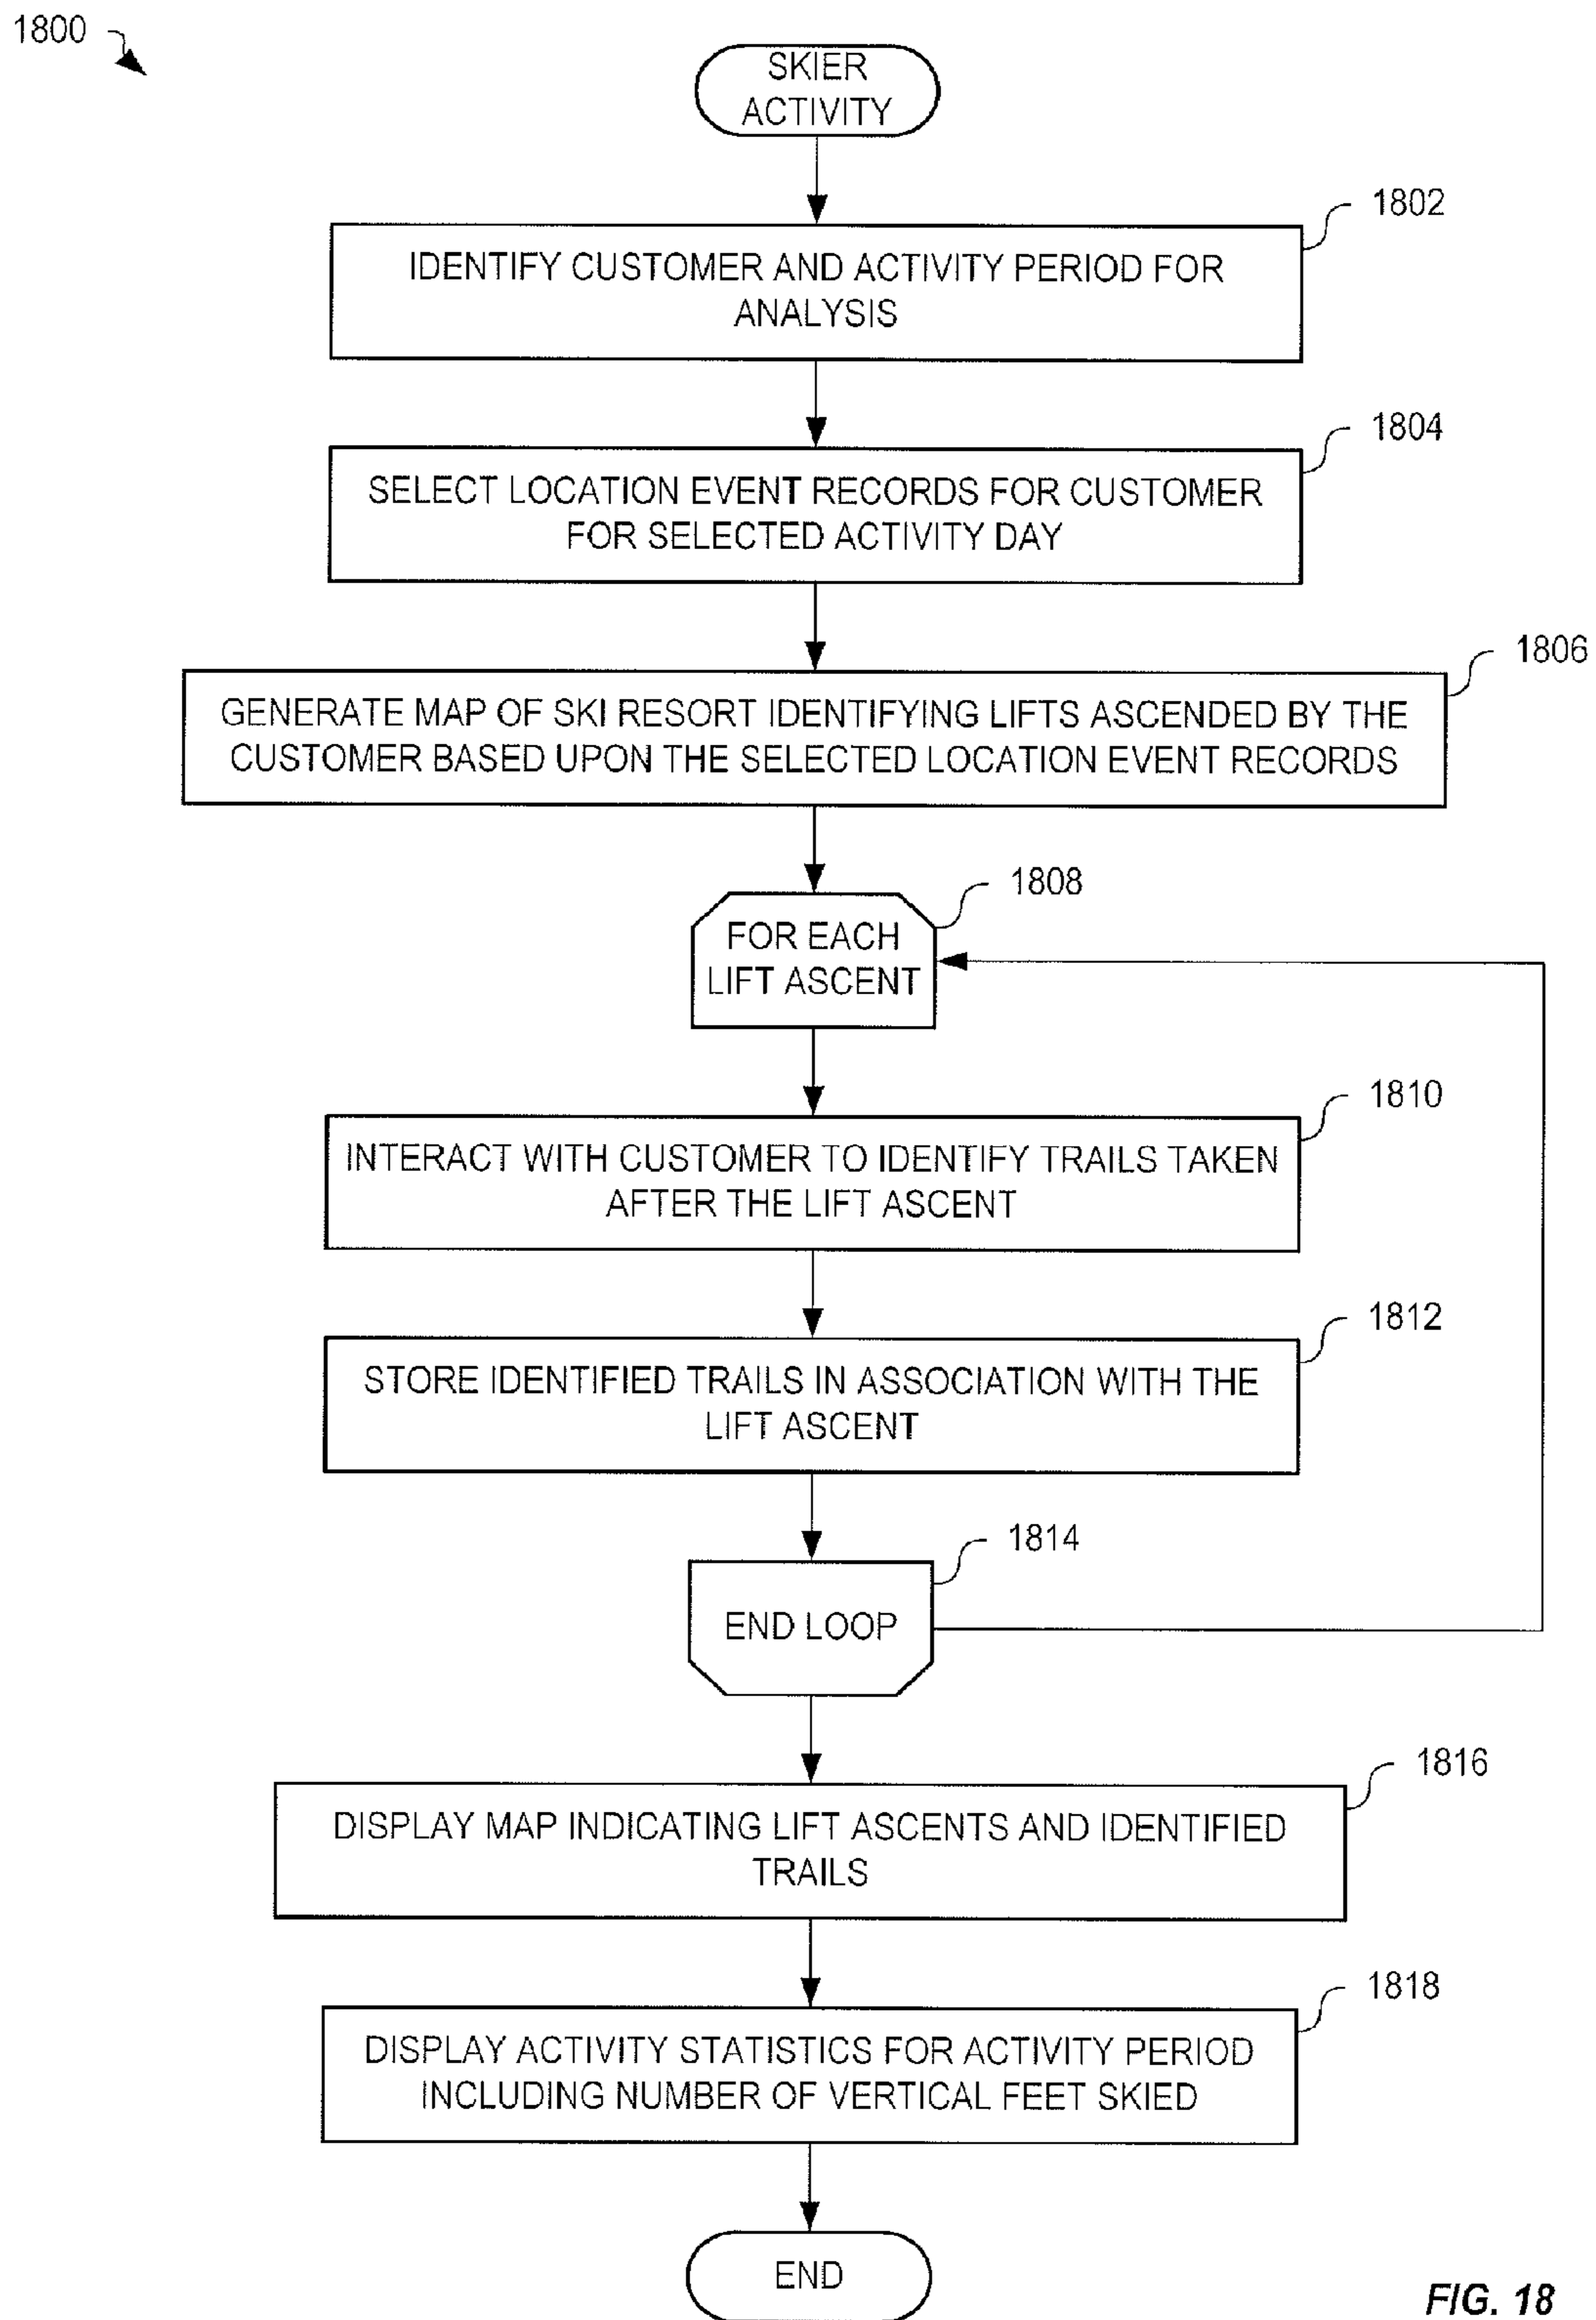 1800
SKIER
ACTIVITY
1802
IDENTIFY CUSTOMER AND ACTIVITY PERIOD FOR
ANALYSIS
1804
SELECT LOCATION EVENT RECORDS FOR CUSTOMER
FOR SELECTED ACTIVITY DAY
1806
GENERATE MAP OF SKI RESORT IDENTIFYING LIFTS ASCENDED BY THE
CUSTOMER BASED UPON THE SELECTED LOCATION EVENT RECORDS
1808
FOR EACH
LIFT ASCENT
1810
INTERACT WITH CUSTOMER TO IDENTIFY TRAILS TAKEN
AFTER THE LIFT ASCENT
1812
STORE IDENTIFIED TRAILS IN ASSOCIATION WITH THE
LIFT ASCENT
1814
END LOOP
1816
DISPLAY MAP INDICATING LIFT ASCENTS AND IDENTIFIED
TRAILS
1818
DISPLAY ACTIVITY STATISTICS FOR ACTIVITY PERIOD
INCLUDING NUMBER OF VERTICAL FEET SKIED
END
FIG. 18